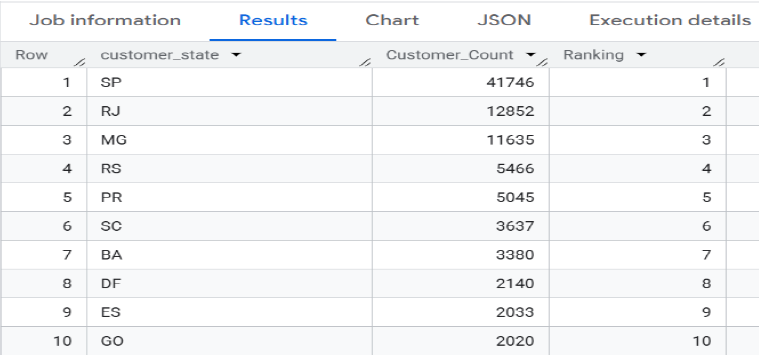 Job information Results Chart JSON Execution details
Row customer_state Customer_Count Ranking
1 SP 41746 1
2 RJ 12852 2
3 MG 11635 3
4 RS 5466 4
5 PR 5045 5
6 SC 3637 6
7 BA 3380 7
8 DF 2140 8
9 ES 2033 9
10 GO 2020 10